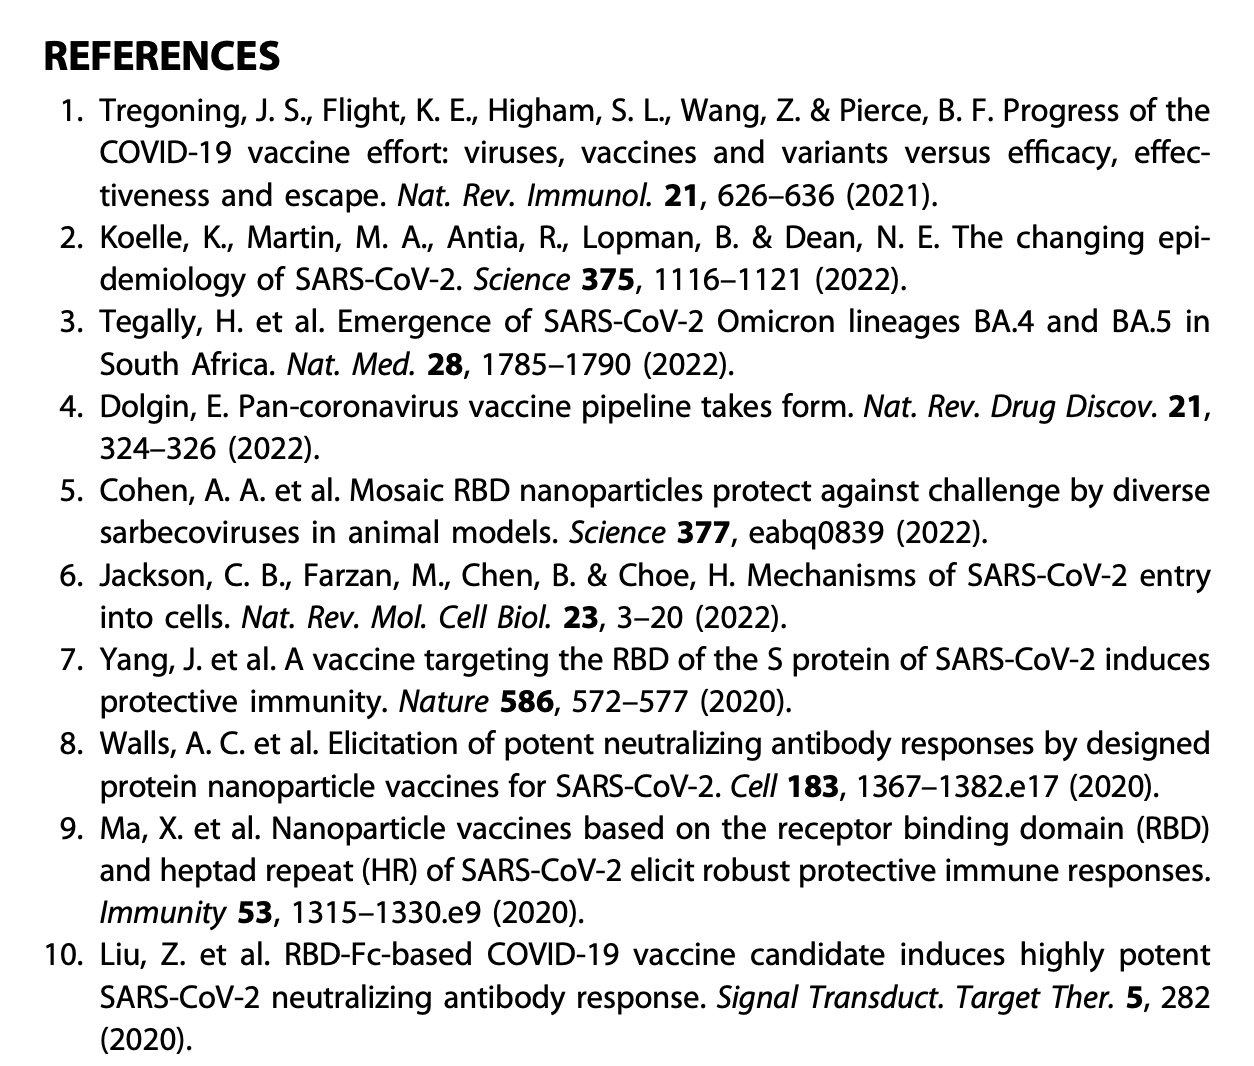 REFERENCES
1. Tregoning, J. S., Flight, K. E., Higham, S. L., Wang, Z. & Pierce, B. F. Progress of the
COVID-19 vaccine effort: viruses, vaccines and variants versus efficacy, effec-
tiveness and escape. Nat. Rev. Immunol. 21, 626–636 (2021).
2. Koelle, K., Martin, M. A., Antia, R., Lopman, B. & Dean, N. E. The changing epi-
demiology of SARS-CoV-2. Science 375, 1116–1121 (2022).
3. Tegally, H. et al. Emergence of SARS-CoV-2 Omicron lineages BA.4 and BA.5 in
South Africa. Nat. Med. 28, 1785–1790 (2022).
4. Dolgin, E. Pan-coronavirus vaccine pipeline takes form. Nat. Rev. Drug Discov. 21,
324–326 (2022).
5. Cohen, A. A. et al. Mosaic RBD nanoparticles protect against challenge by diverse
sarbecoviruses in animal models. Science 377, eabq0839 (2022).
6. Jackson, C. B., Farzan, M., Chen, B. & Choe, H. Mechanisms of SARS-CoV-2 entry
into cells. Nat. Rev. Mol. Cell Biol. 23, 3–20 (2022).
7. Yang, J. et al. A vaccine targeting the RBD of the S protein of SARS-CoV-2 induces
protective immunity. Nature 586, 572–577 (2020).
8. Walls, A. C. et al. Elicitation of potent neutralizing antibody responses by designed
protein nanoparticle vaccines for SARS-CoV-2. Cell 183, 1367–1382.e17 (2020).
9. Ma, X. et al. Nanoparticle vaccines based on the receptor binding domain (RBD)
and heptad repeat (HR) of SARS-CoV-2 elicit robust protective immune responses.
Immunity 53, 1315–1330.e9 (2020).
10. Liu, Z. et al. RBD-Fc-based COVID-19 vaccine candidate induces highly potent
SARS-CoV-2 neutralizing antibody response. Signal Transduct. Target Ther. 5, 282
(2020).